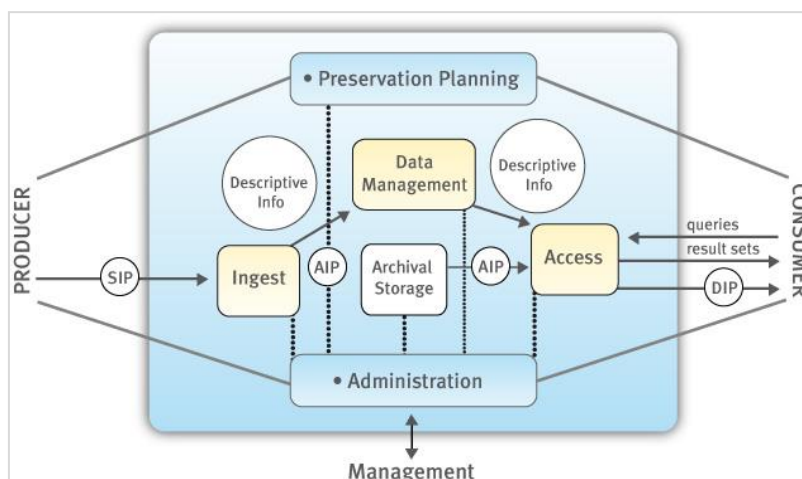 • Preservation Planning
Descriptive
Info
Data
Management
Descriptive
Info
PRODUCER
CONSUMER
queries
result sets
SIP
Ingest
AIP
Archival
Storage
AIP
Access
DIP
• Administration
Management